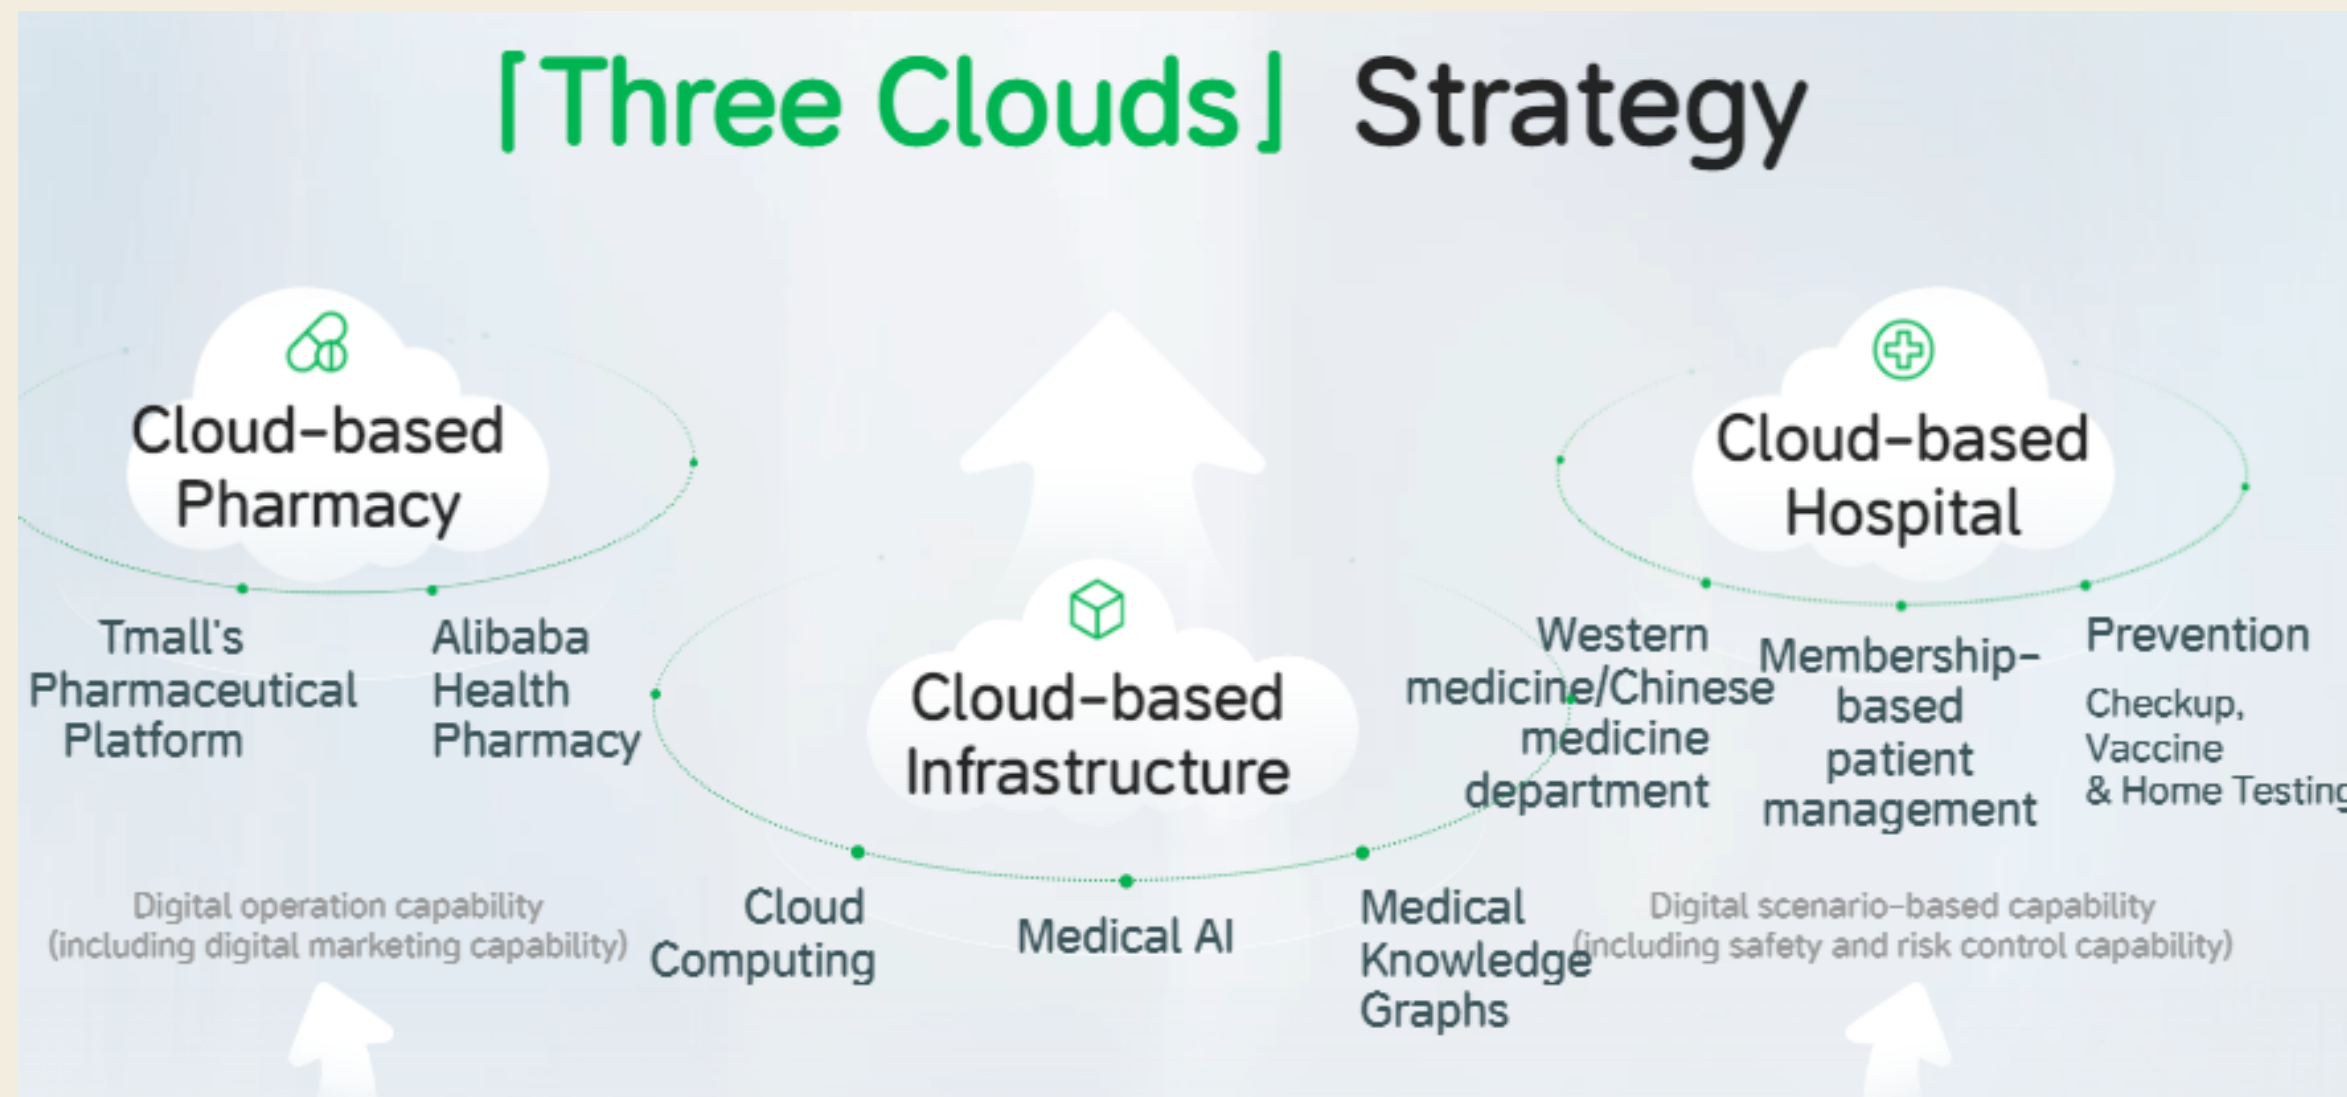 「Three Clouds」 Strategy
Cloud-based
Pharmacy
Tmall's
Pharmaceutical
Platform
Alibaba
Health
Pharmacy
Digital operation capability
(including digital marketing capability)
Cloud-based
Infrastructure
Cloud
Computing
Medical AI
Medical
Knowledge
Graphs
Cloud-based
Hospital
Western
medicine/Chinese
medicine
department
Membership-
based
patient
management
Prevention
Checkup,
Vaccine
& Home Testing
Digital scenario-based capability
(including safety and risk control capability)